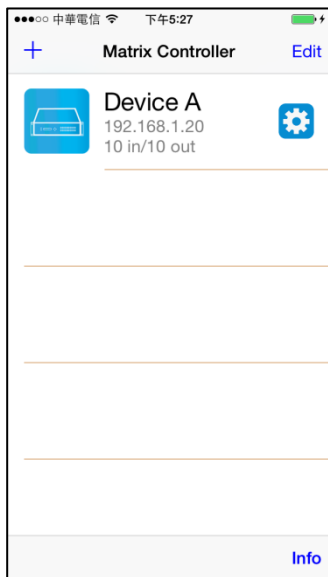 中華電信 下午5:27
+ Matrix Controller Edit
Device A
192.168.1.20
10 in/10 out
Info